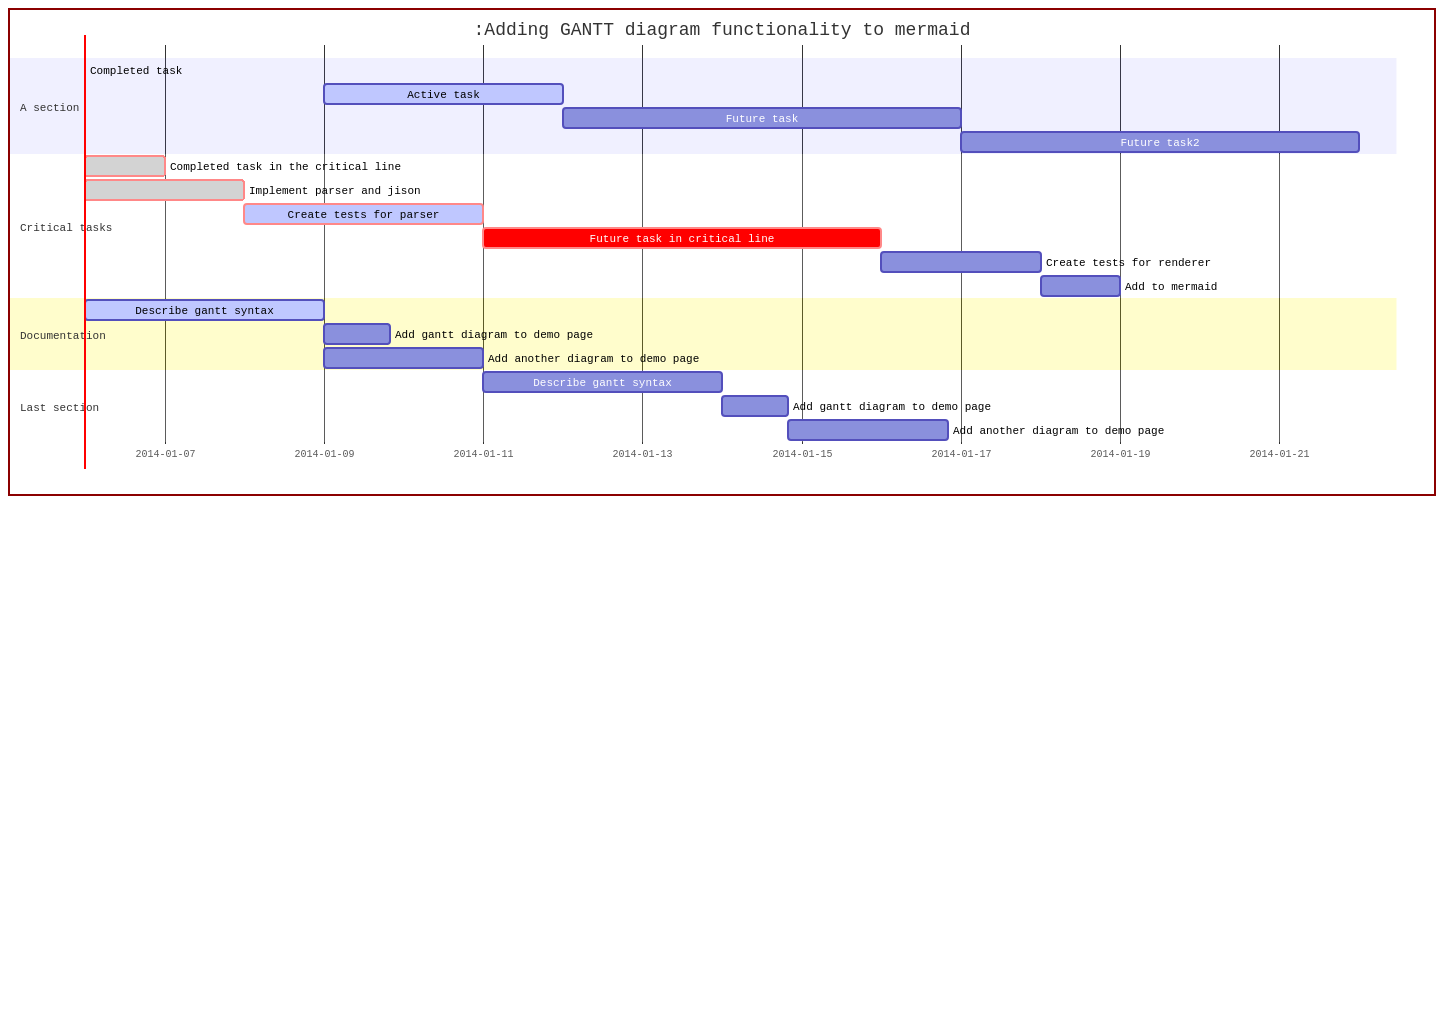 :Adding GANTT diagram functionality to mermaid
Completed task
Active task
A section
Future task
Future task2
Completed task in the critical line
Implement parser and jison
Create tests for parser
Critical tasks
Future task in critical line
Create tests for renderer
Add to mermaid
Describe gantt syntax
Documentation
Add gantt diagram to demo page
Add another diagram to demo page
Describe gantt syntax
Last section
Add gantt diagram to demo page
Add another diagram to demo page
2014-01-07 2014-01-09 2014-01-11 2014-01-13 2014-01-15 2014-01-17 2014-01-19 2014-01-21